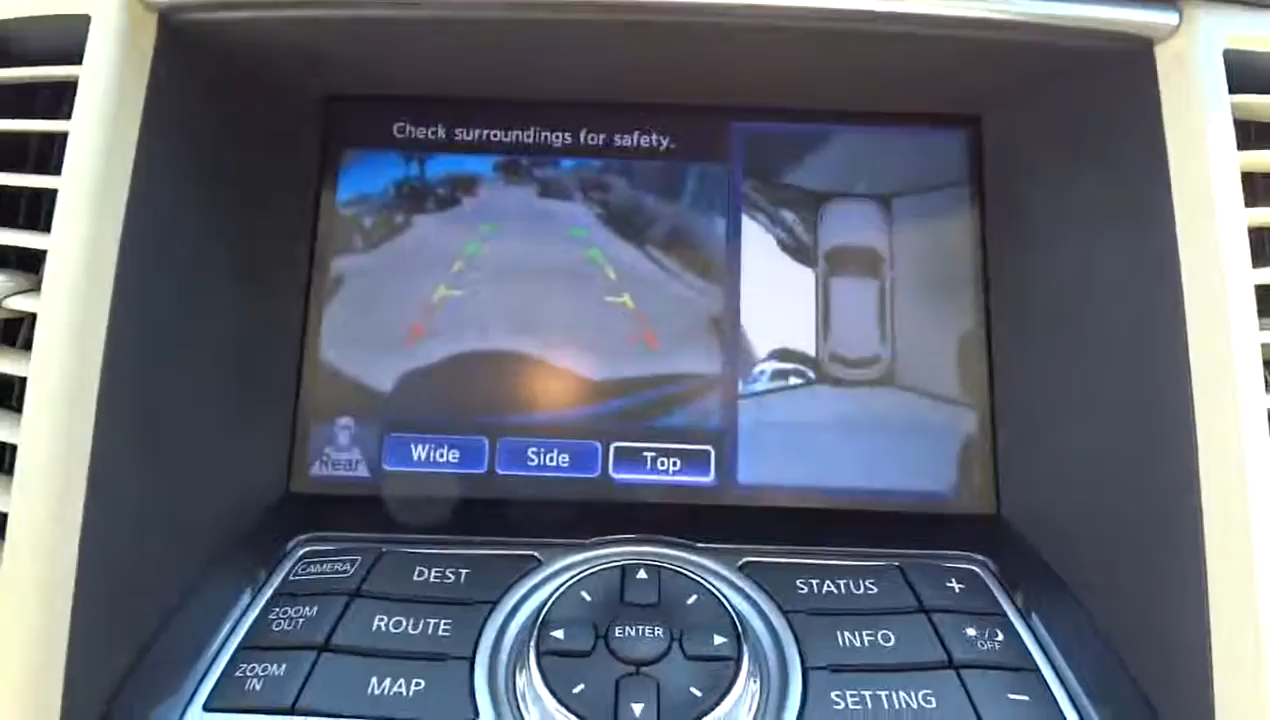 Check surroundings for safety.
Rear
Wide
Side
Top
CAMERA
DEST
STATUS
+
ZOOM
OUT
ROUTE
ENTER
INFO
OFF
ZOOM
IN
MAP
SETTING
−